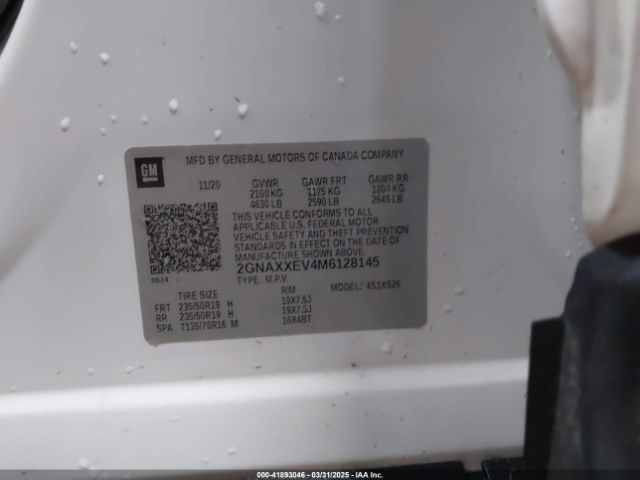 GM
MFD BY GENERAL MOTORS OF CANADA COMPANY
11/20 GVWR GAWR FRT GAWR RR
2100 KG 1175 KG 1200 KG
4630 LB 2590 LB 2645 LB
THIS VEHICLE CONFORMS TO ALL
APPLICABLE U.S. FEDERAL MOTOR
VEHICLE SAFETY AND THEFT PREVENTION
STANDARDS IN EFFECT ON THE DATE OF
MANUFACTURE SHOWN ABOVE.
2GNAXXEV4M6128145
0624 TYPE: M.P.V. MODEL: 4S1XS26
TIRE SIZE RIM
FRT 235/50R19 H 19X7.5J
RR 235/50R19 H 19X7.5J
SPA T135/70R16 M 16X4BT
00-41893046 - 03/31/2025 - IAA Inc.